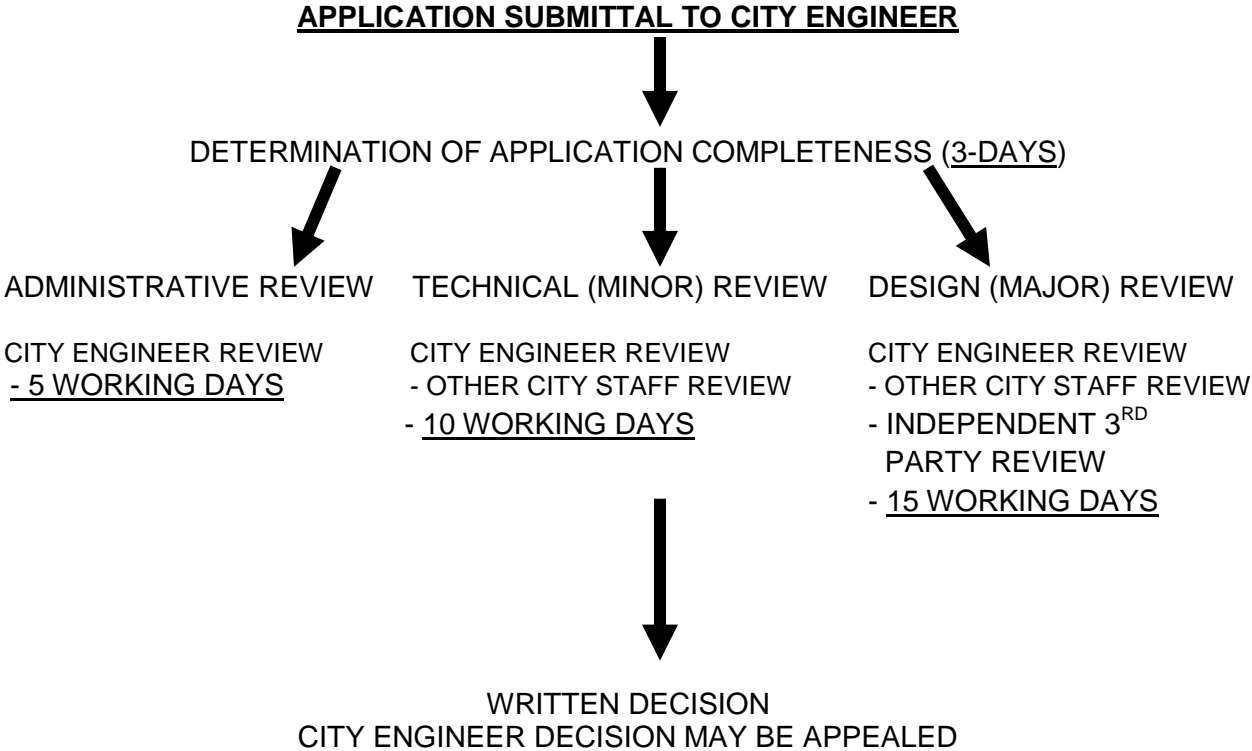 APPLICATION SUBMITTAL TO CITY ENGINEER
DETERMINATION OF APPLICATION COMPLETENESS (3-DAYS)
ADMINISTRATIVE REVIEW
CITY ENGINEER REVIEW
- 5 WORKING DAYS
TECHNICAL (MINOR) REVIEW
CITY ENGINEER REVIEW
- OTHER CITY STAFF REVIEW
- 10 WORKING DAYS
DESIGN (MAJOR) REVIEW
CITY ENGINEER REVIEW
- OTHER CITY STAFF REVIEW
- INDEPENDENT 3RD
PARTY REVIEW
- 15 WORKING DAYS
WRITTEN DECISION
CITY ENGINEER DECISION MAY BE APPEALED